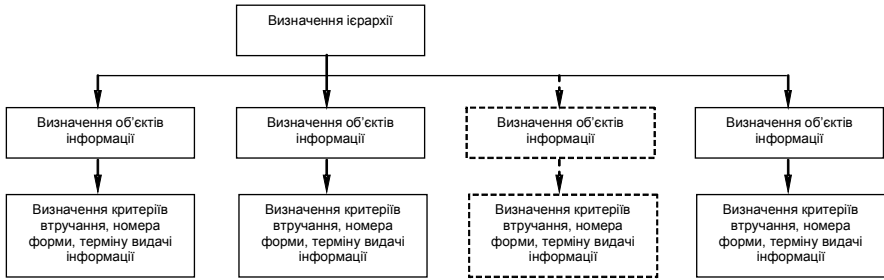 Визначення ієрархії
Визначення об’єктів
інформації
Визначення об’єктів
інформації
Визначення об’єктів
інформації
Визначення об’єктів
інформації
Визначення критеріїв
втручання, номера
форми, терміну видачі
інформації
Визначення критеріїв
втручання, номера
форми, терміну видачі
інформації
Визначення критеріїв
втручання, номера
форми, терміну видачі
інформації
Визначення критеріїв
втручання, номера
форми, терміну видачі
інформації